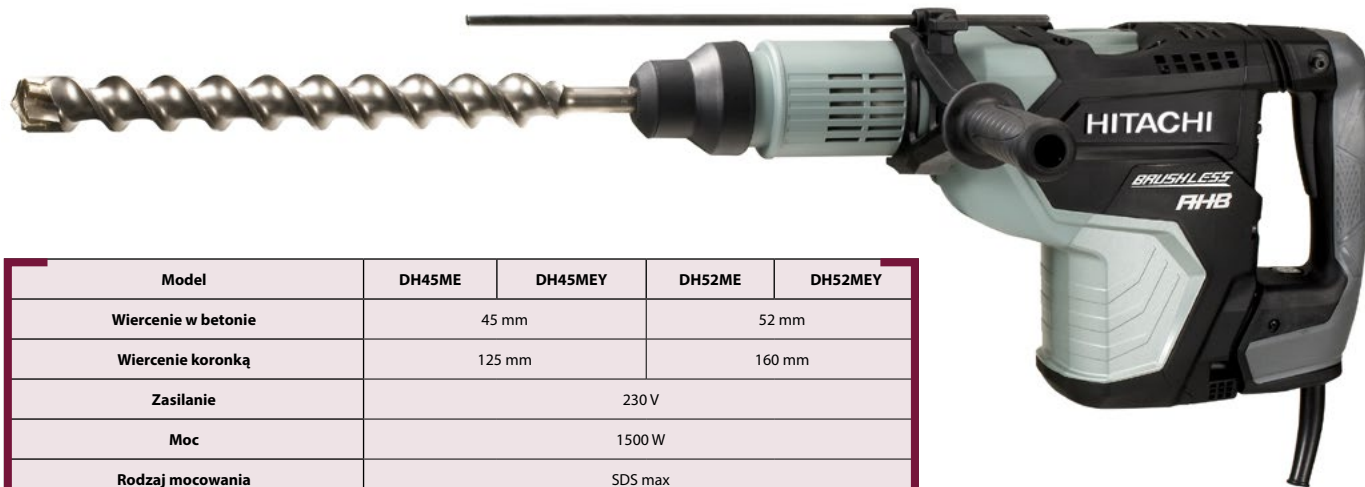 HITACHI
BRUSHLESS
AHB
Model DH45ME DH45MEY DH52ME DH52MEY
Wiercenie w betonie 45 mm 52 mm
Wiercenie koronką 125 mm 160 mm
Zasilanie 230 V
Moc 1500 W
Rodzaj mocowania SDS max